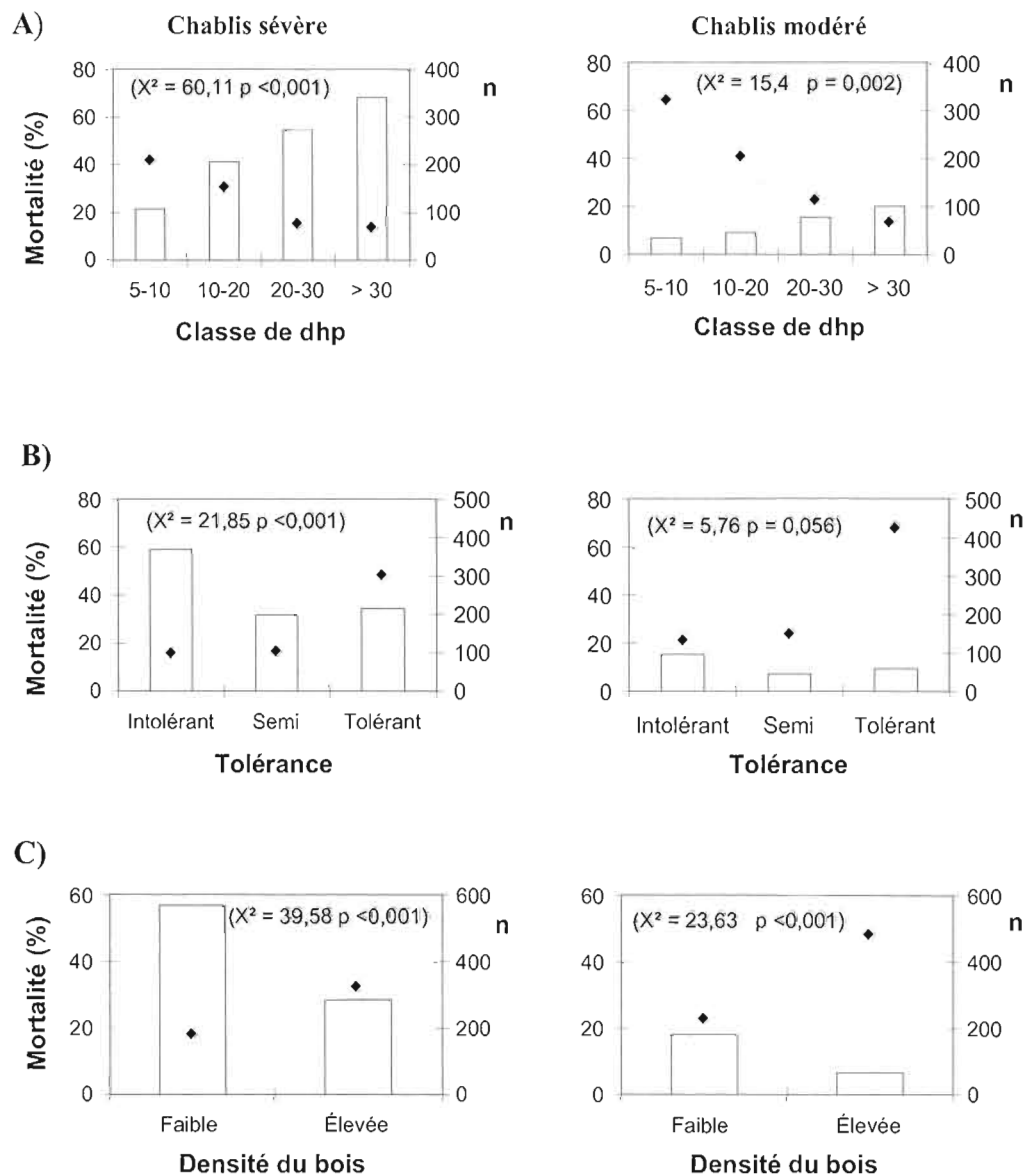 A)
Chablis sévère
Chablis modéré
80
60
40
20
0
Mortalité (%)
(X² = 60,11 p <0,001)
400
300
200
100
0
n
5-10 10-20 20-30 > 30
Classe de dhp
80
60
40
20
0
(X² = 15,4 p = 0,002)
400
300
200
100
0
n
5-10 10-20 20-30 > 30
Classe de dhp
B)
80
60
40
20
0
Mortalité (%)
(X² = 21,85 p <0,001)
500
400
300
200
100
0
n
Intolérant Semi Tolérant
Tolérance
80
60
40
20
0
(X² = 5,76 p = 0,056)
500
400
300
200
100
0
n
Intolérant Semi Tolérant
Tolérance
C)
60
40
20
0
Mortalité (%)
(X² = 39,58 p <0,001)
600
400
200
0
n
Faible Élevée
Densité du bois
60
40
20
0
(X² = 23,63 p <0,001)
600
400
200
0
n
Faible Élevée
Densité du bois